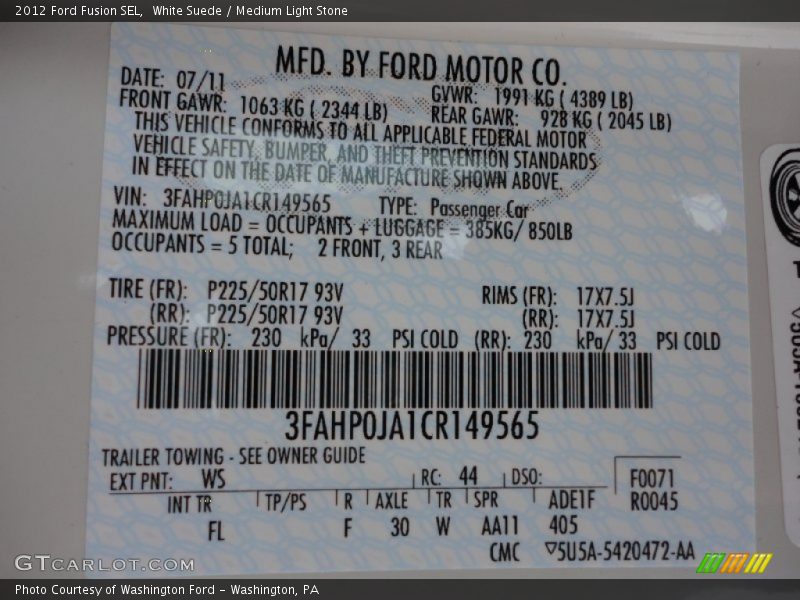 2012 Ford Fusion SEL,  White Suede / Medium Light Stone
MFD. BY FORD MOTOR CO.
DATE: 07/11
GVWR: 1991 KG ( 4389 LB)
FRONT GAWR: 1063 KG ( 2344 LB)
REAR GAWR: 928 KG ( 2045 LB)
THIS VEHICLE CONFORMS TO ALL APPLICABLE FEDERAL MOTOR
VEHICLE SAFETY, BUMPER, AND THEFT PREVENTION STANDARDS
IN EFFECT ON THE DATE OF MANUFACTURE SHOWN ABOVE.
VIN: 3FAHP0JA1CR149565 TYPE: Passenger Car
MAXIMUM LOAD = OCCUPANTS + LUGGAGE = 385KG/ 850LB
OCCUPANTS = 5 TOTAL; 2 FRONT, 3 REAR
TIRE (FR): P225/50R17 93V RIMS (FR): 17X7.5J
(RR): P225/50R17 93V (RR): 17X7.5J
PRESSURE (FR): 230 kPa/ 33 PSI COLD (RR): 230 kPa/ 33 PSI COLD
3FAHP0JA1CR149565
TRAILER TOWING - SEE OWNER GUIDE
EXT PNT: WS RC: 44 DSO: F0071
INT TR TP/PS R AXLE TR SPR ADE1F R0045
FL F 30 W AA11 405
CMC ▽5U5A-5420472-AA
GTCARLOT.COM
Photo Courtesy of Washington Ford - Washington, PA